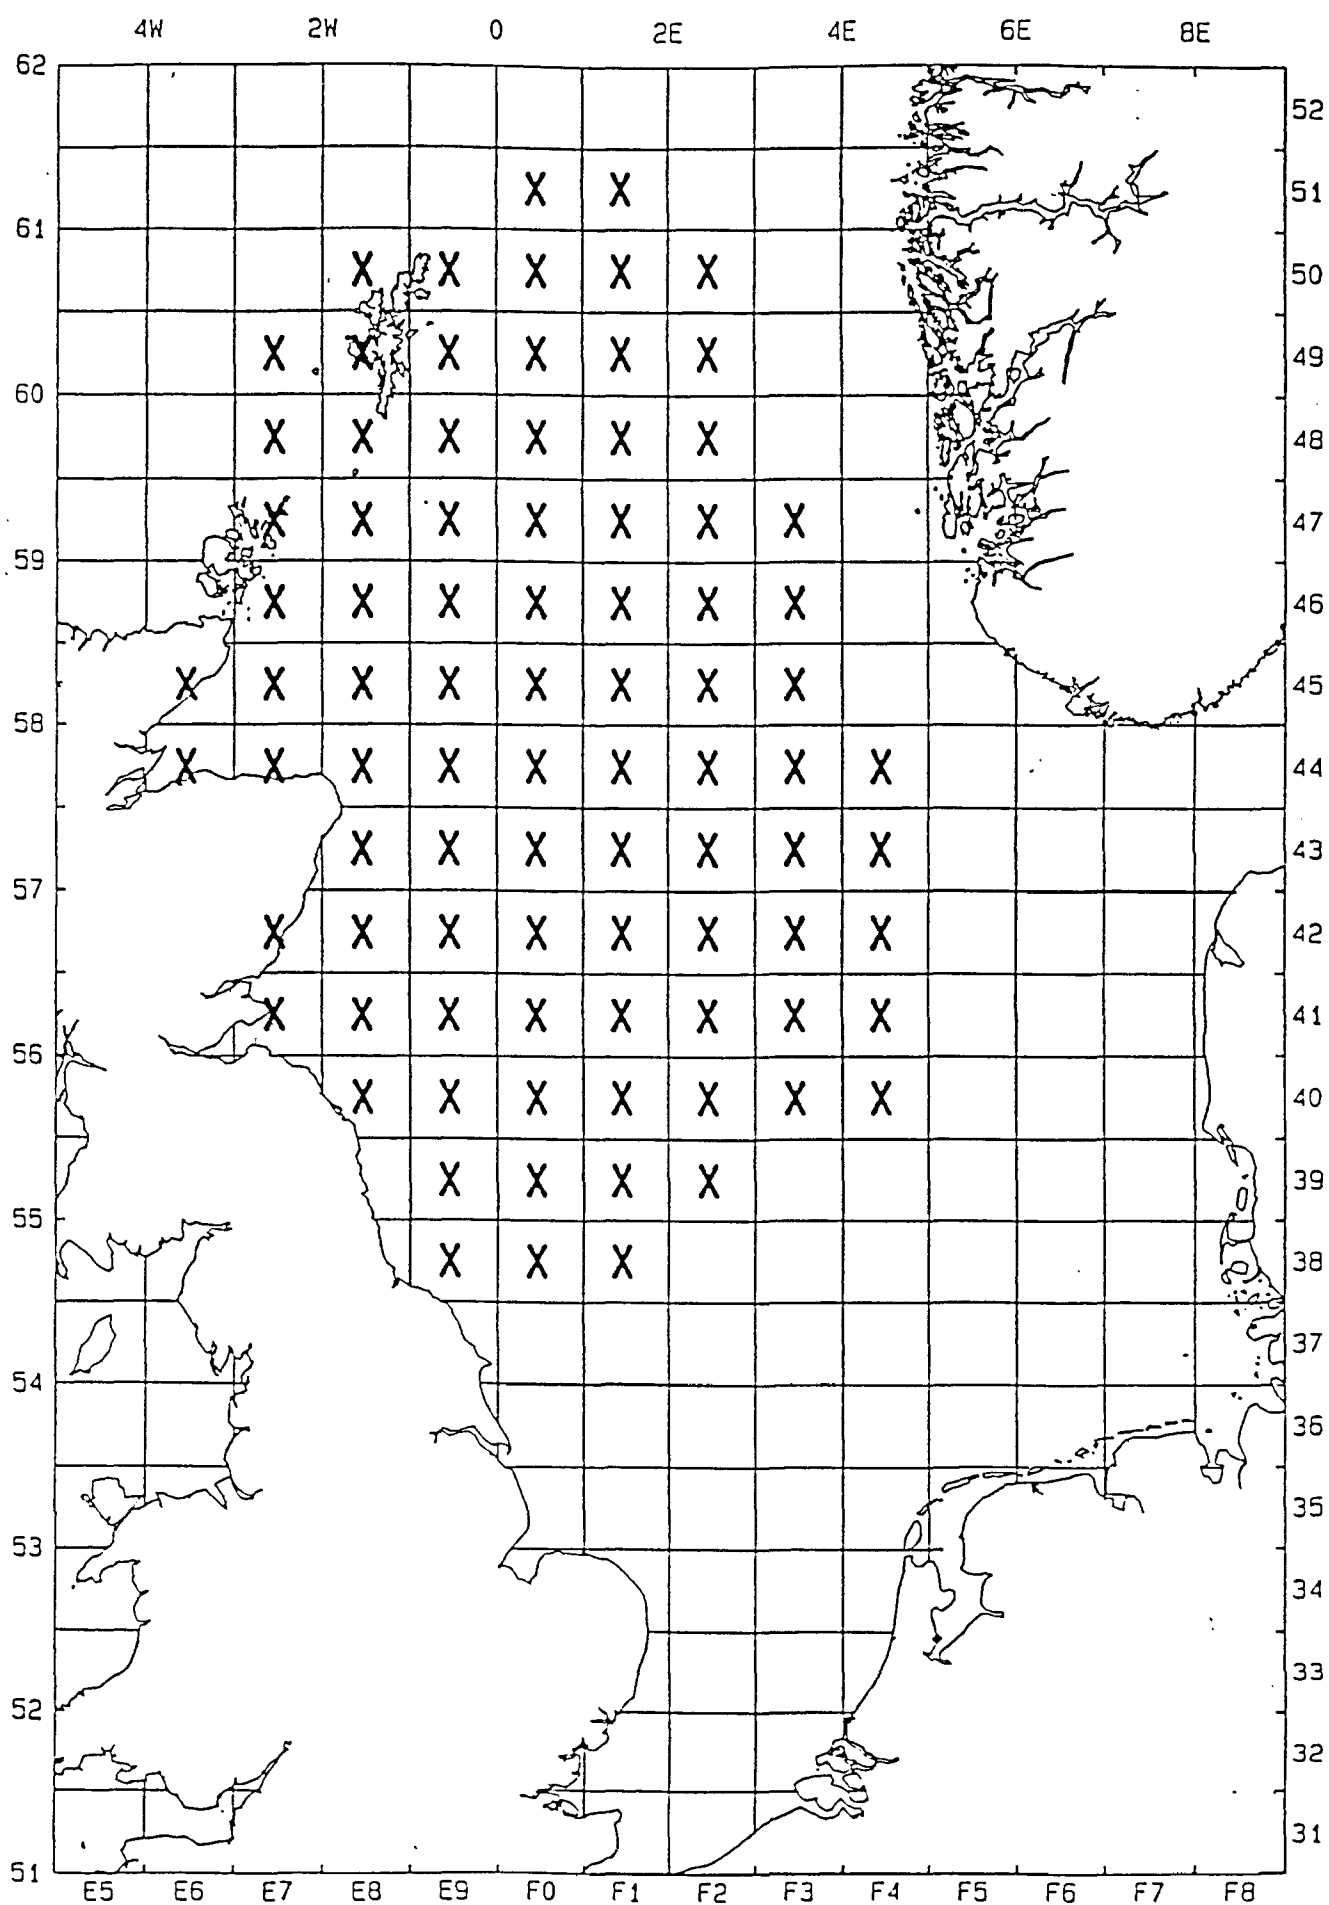 4W 2W 0 2E 4E 6E 8E
62
52
X X 51
61
X X X X X 50
X X X X X X 49
60
X X X X X X 48
X X X X X X X 47
59
X X X X X X X 46
X X X X X X X X 45
58
X X X X X X X X X 44
X X X X X X X 43
57
X X X X X X X X 42
X X X X X X X X 41
56
X X X X X X X 40
X X X X 39
55
X X X 38
37
54
36
35
53
34
33
52
32
31
51
E5 E6 E7 E8 E9 F0 F1 F2 F3 F4 F5 F6 F7 F8